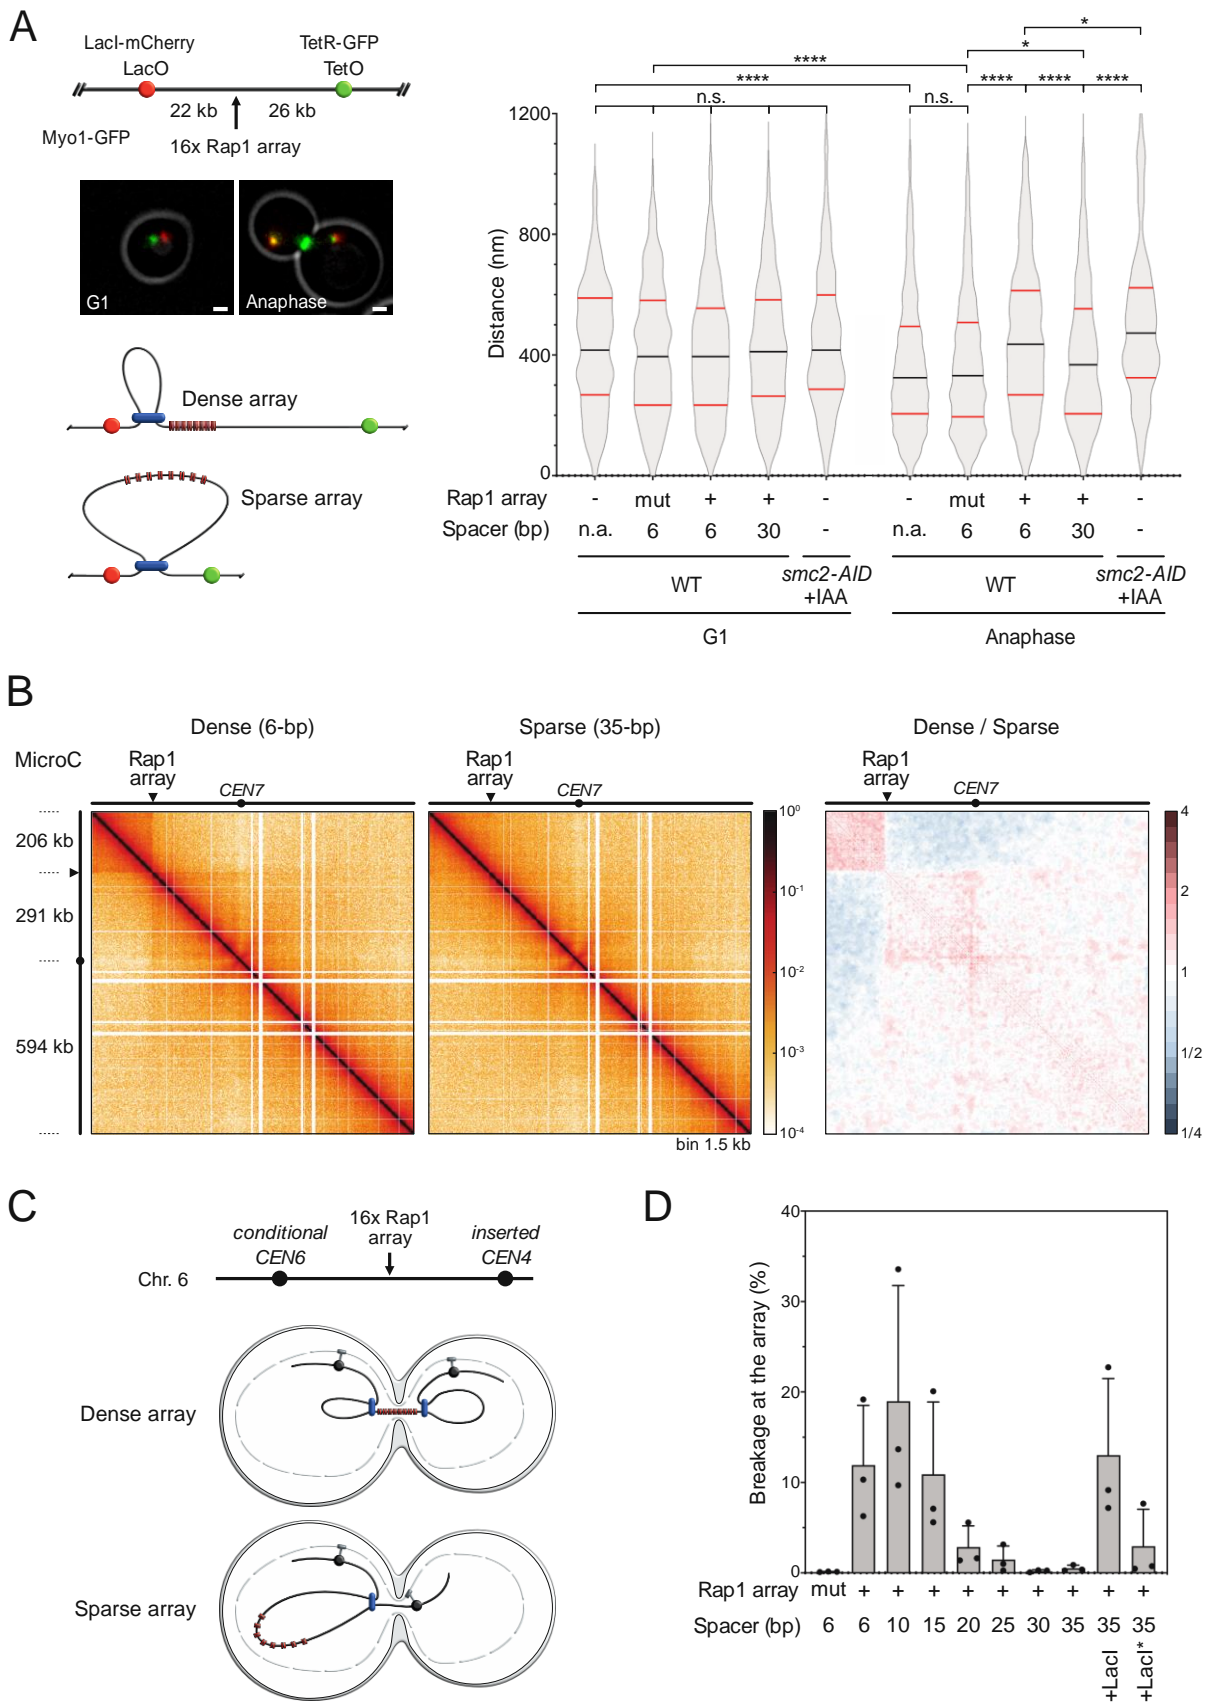 A
LacI-mCherry
TetR-GFP
LacO
TetO
22 kb
26 kb
Myo1-GFP
16x Rap1 array
G1
Anaphase
Dense array
Sparse array
*
*
****
****
****
****
****
n.s.
n.s.
1200
800
400
0
Distance (nm)
Rap1 array
-
mut
+
+
-
-
mut
+
+
-
Spacer (bp)
n.a.
6
6
30
-
n.a.
6
6
30
-
WT
smc2-AID
+IAA
WT
smc2-AID
+IAA
G1
Anaphase
B
Dense (6-bp)
Sparse (35-bp)
Dense / Sparse
MicroC
Rap1
array
CEN7
Rap1
array
CEN7
Rap1
array
CEN7
206 kb
291 kb
594 kb
10⁰
10⁻¹
10⁻²
10⁻³
10⁻⁴
bin 1.5 kb
4
2
1
1/2
1/4
C
conditional
CEN6
16x Rap1
array
inserted
CEN4
Chr. 6
Dense array
Sparse array
D
40
30
20
10
0
Breakage at the array (%)
Rap1 array
mut
+
+
+
+
+
+
+
+
+
Spacer (bp)
6
6
10
15
20
25
30
35
35
35
+LacI
+LacI*